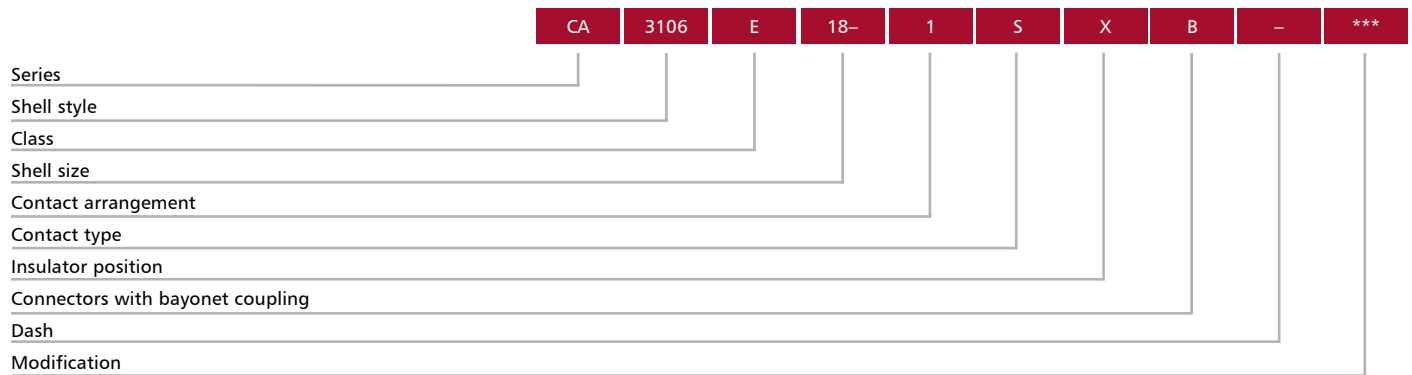 CA 3106 E 18– 1 S X B – ***
Series
Shell style
Class
Shell size
Contact arrangement
Contact type
Insulator position
Connectors with bayonet coupling
Dash
Modification